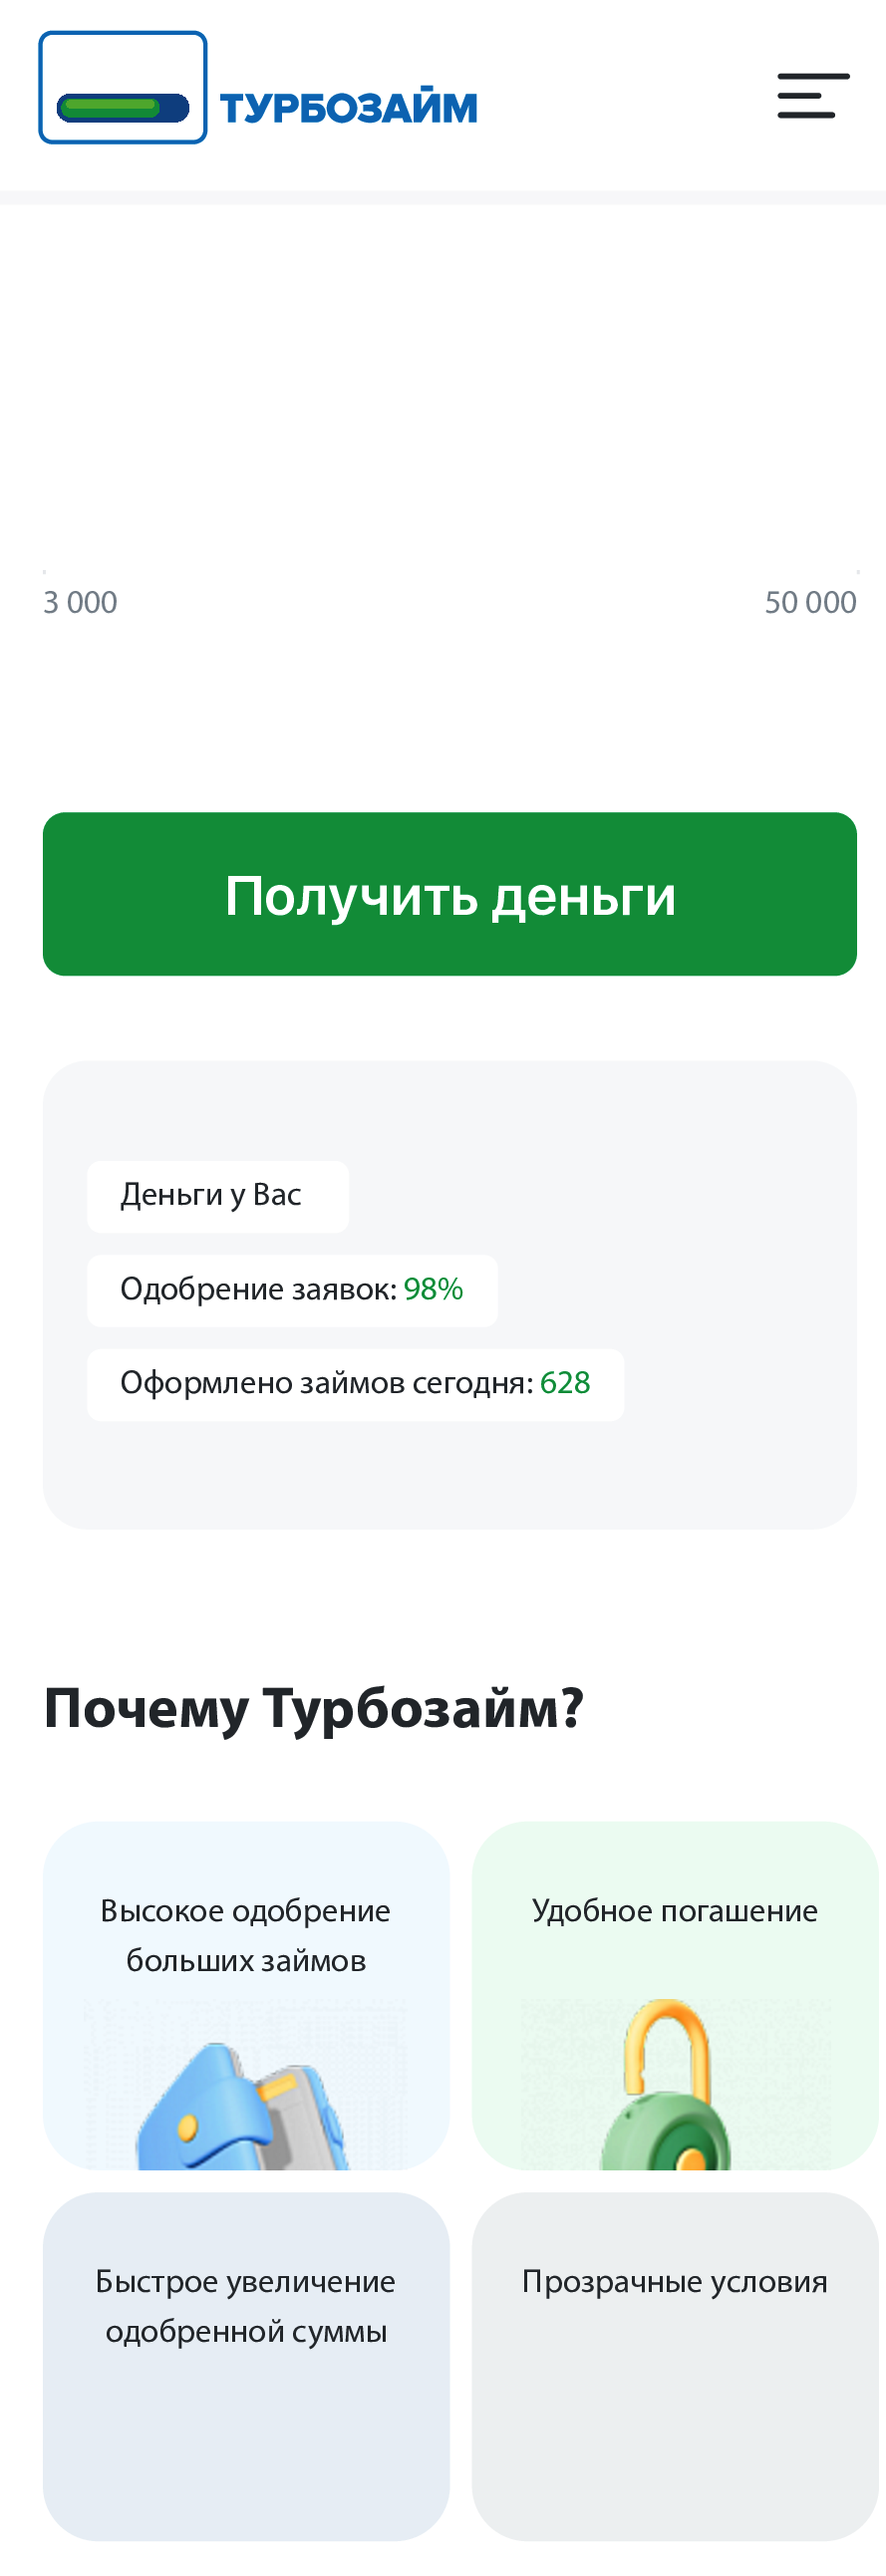 ТУРБОЗАЙМ
3 000
50 000
Получить деньги
Деньги у Вас
Одобрение заявок: 98%
Оформлено займов сегодня: 628
Почему Турбозайм?
Высокое одобрение
больших займов
Удобное погашение
Быстрое увеличение
одобренной суммы
Прозрачные условия